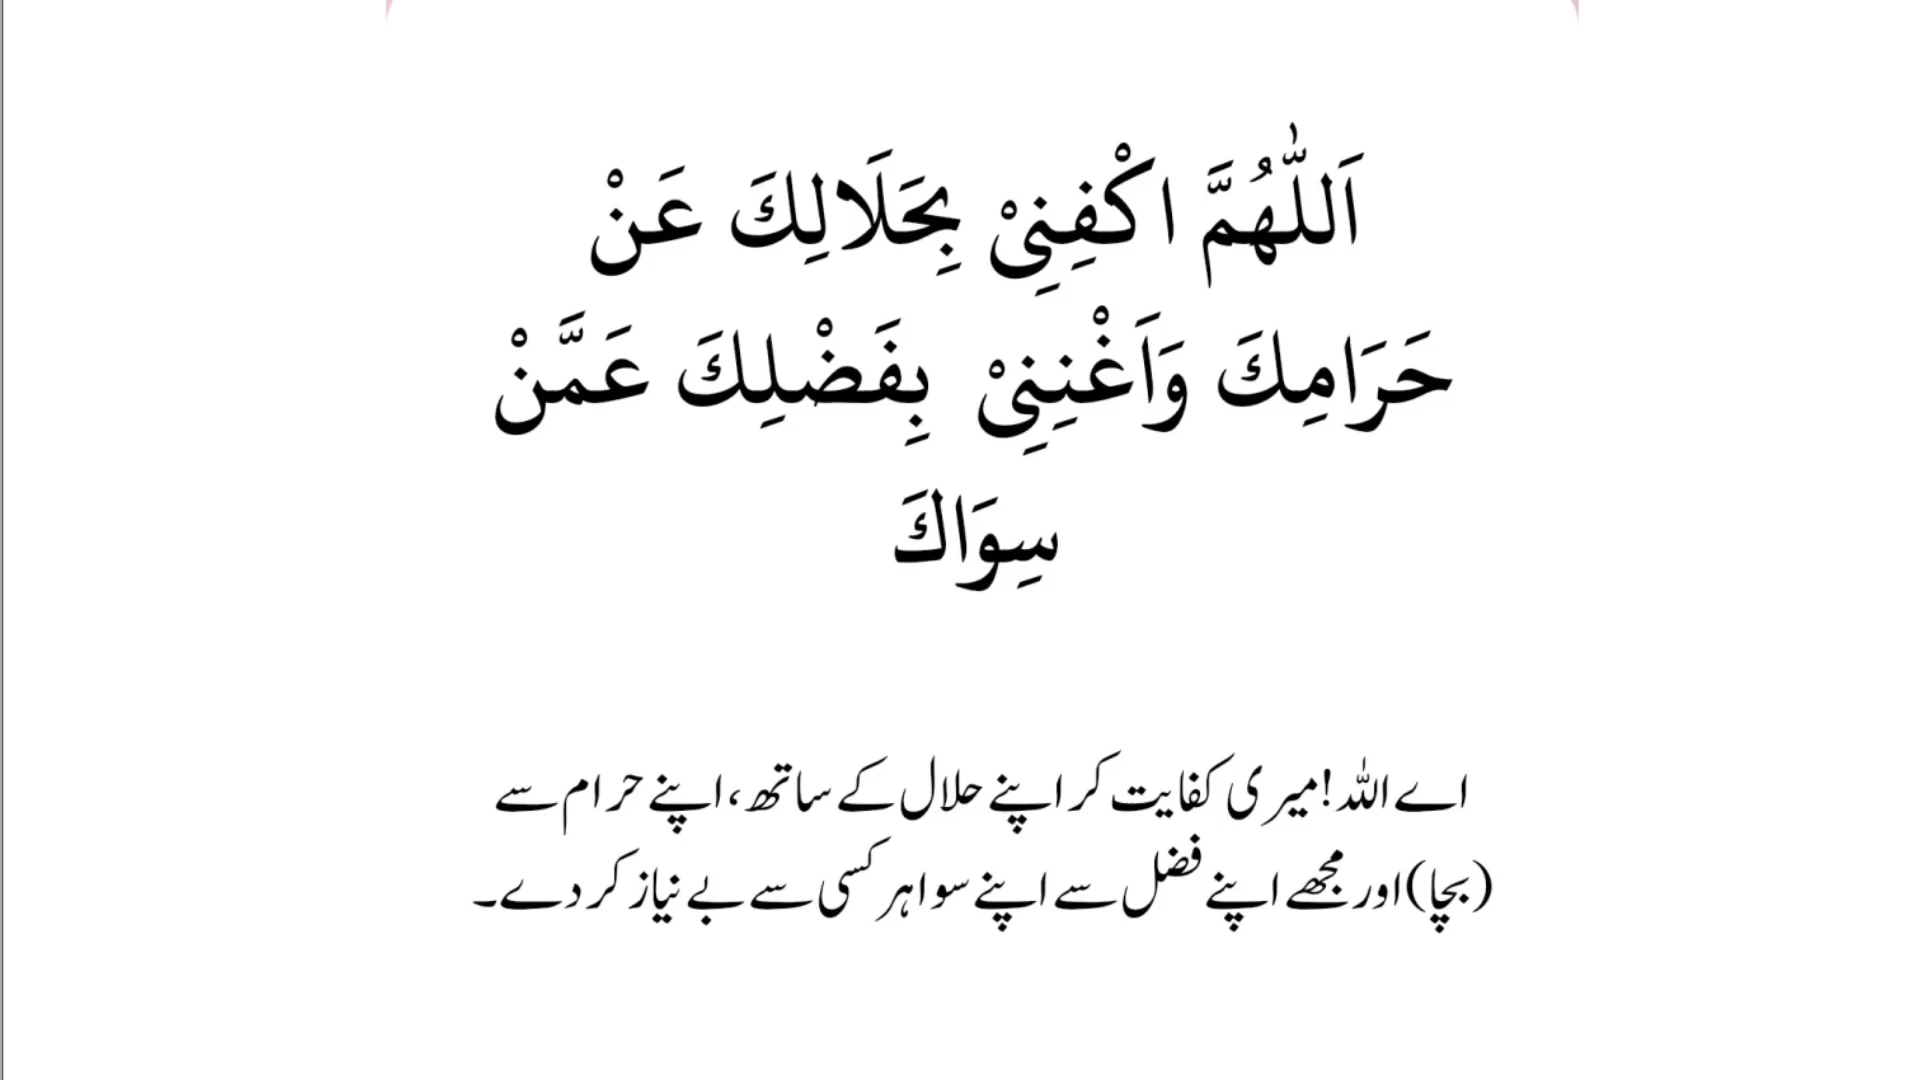 اَللّٰهُمَّ اكْفِنِیْ بِحَلَالِكَ عَنْ
حَرَامِكَ وَاَغْنِنِیْ بِفَضْلِكَ عَمَّنْ
سِوَاكَ
اے اللہ! میری کفایت کر اپنے حلال کے ساتھ، اپنے حرام سے
(بچا) اور مجھے اپنے فضل سے اپنے سوا ہر کسی سے بے نیاز کر دے۔